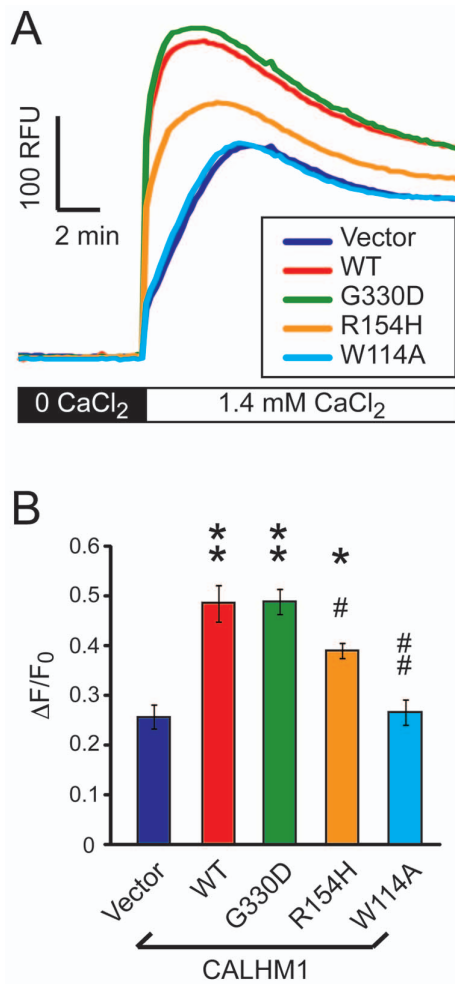 A
100 RFU
2 min
Vector
WT
G330D
R154H
W114A
0 CaCl₂
1.4 mM CaCl₂
B
ΔF/F₀
0.6
0.5
0.4
0.3
0.2
0.1
0
**
**
*
#
##
Vector
WT
G330D
R154H
W114A
CALHM1